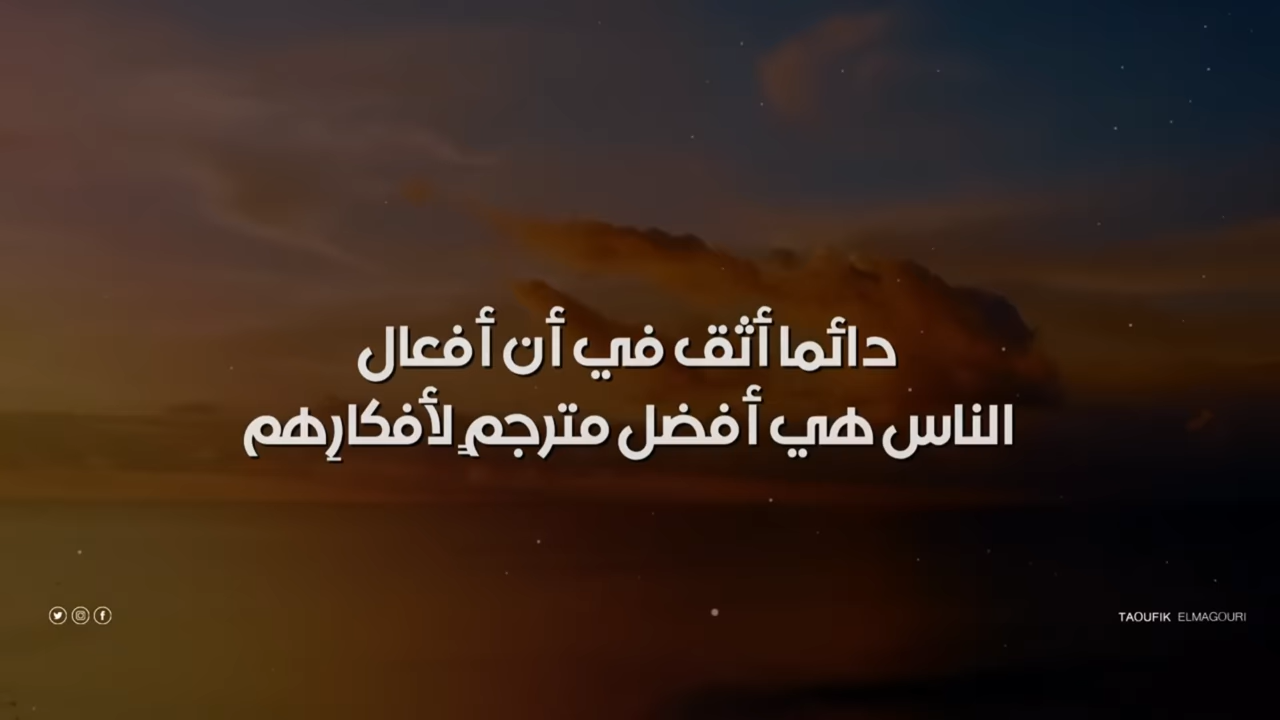 دائما أثق في أن أفعال
الناس هي أفضل مترجمٍ لأفكارِهم
TAOUFIK ELMAGOURI